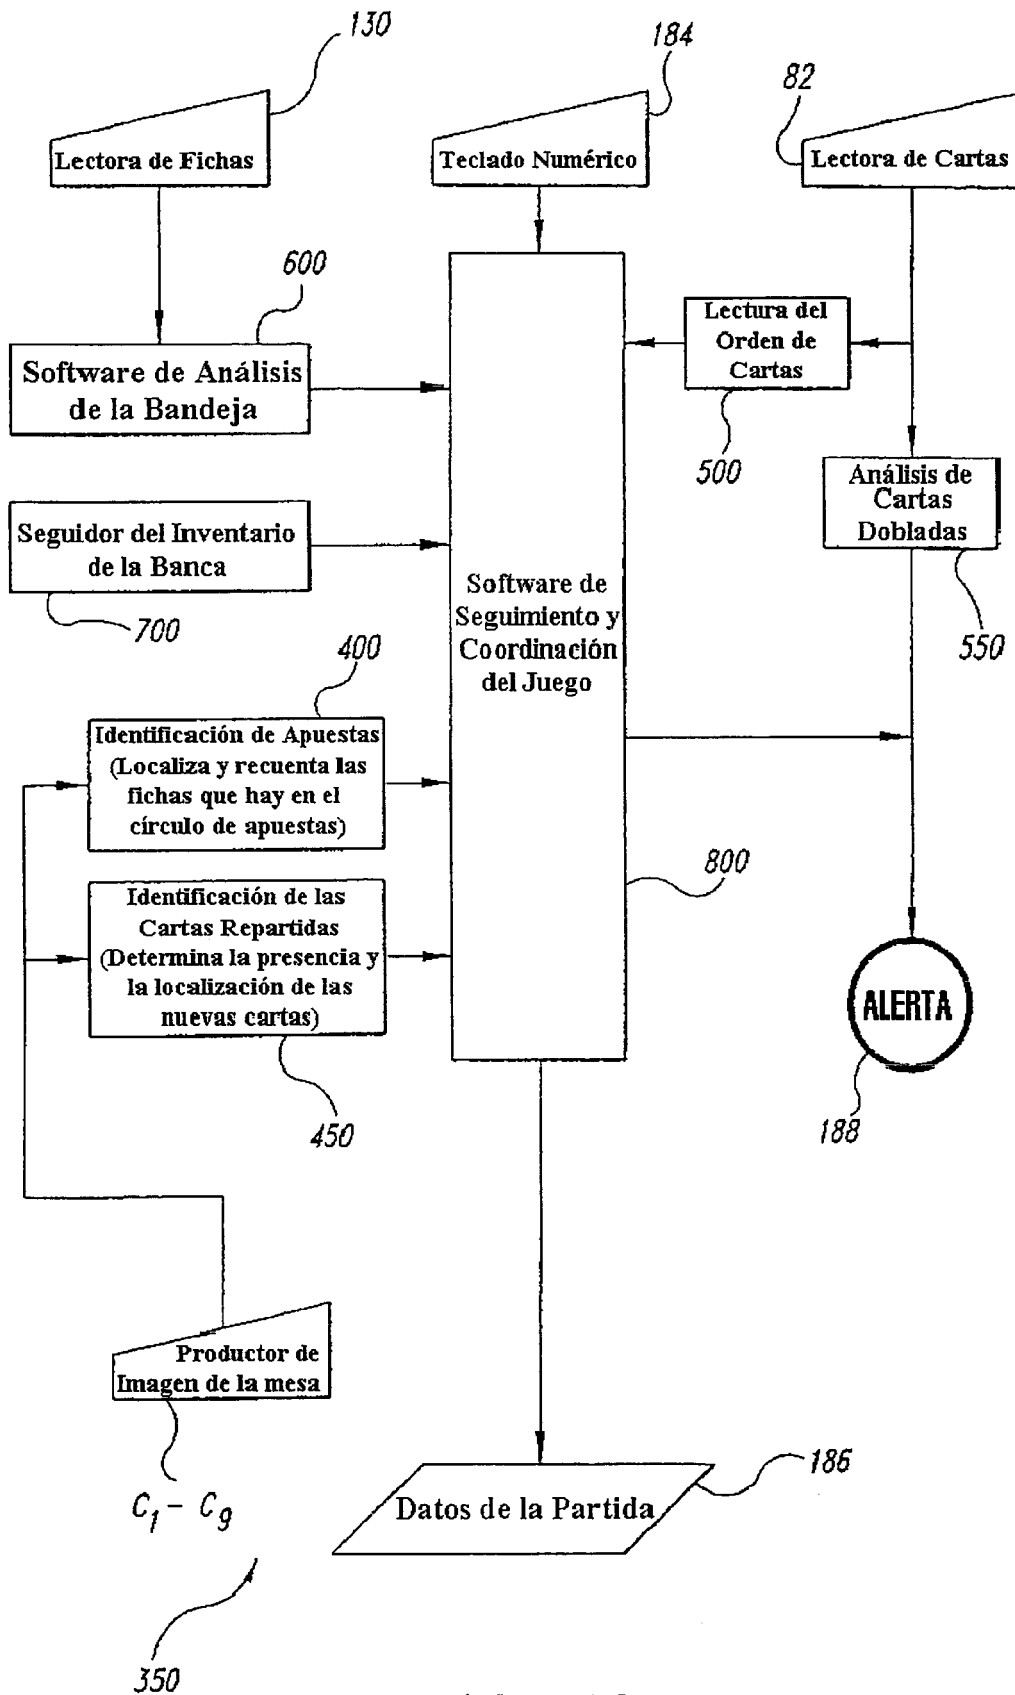 130
184
82
Lectora de Fichas
Teclado Numérico
Lectora de Cartas
600
Software de Análisis
de la Bandeja
Lectura del
Orden de
Cartas
500
Análisis de
Cartas
Dobladas
550
Seguidor del Inventario
de la Banca
700
Software de
Seguimiento y
Coordinación
del Juego
800
400
Identificación de Apuestas
(Localiza y recuenta las
fichas que hay en el
círculo de apuestas)
Identificación de las
Cartas Repartidas
(Determina la presencia y
la localización de las
nuevas cartas)
450
ALERTA
188
Productor de
Imagen de la mesa
C1 - C9
186
Datos de la Partida
350